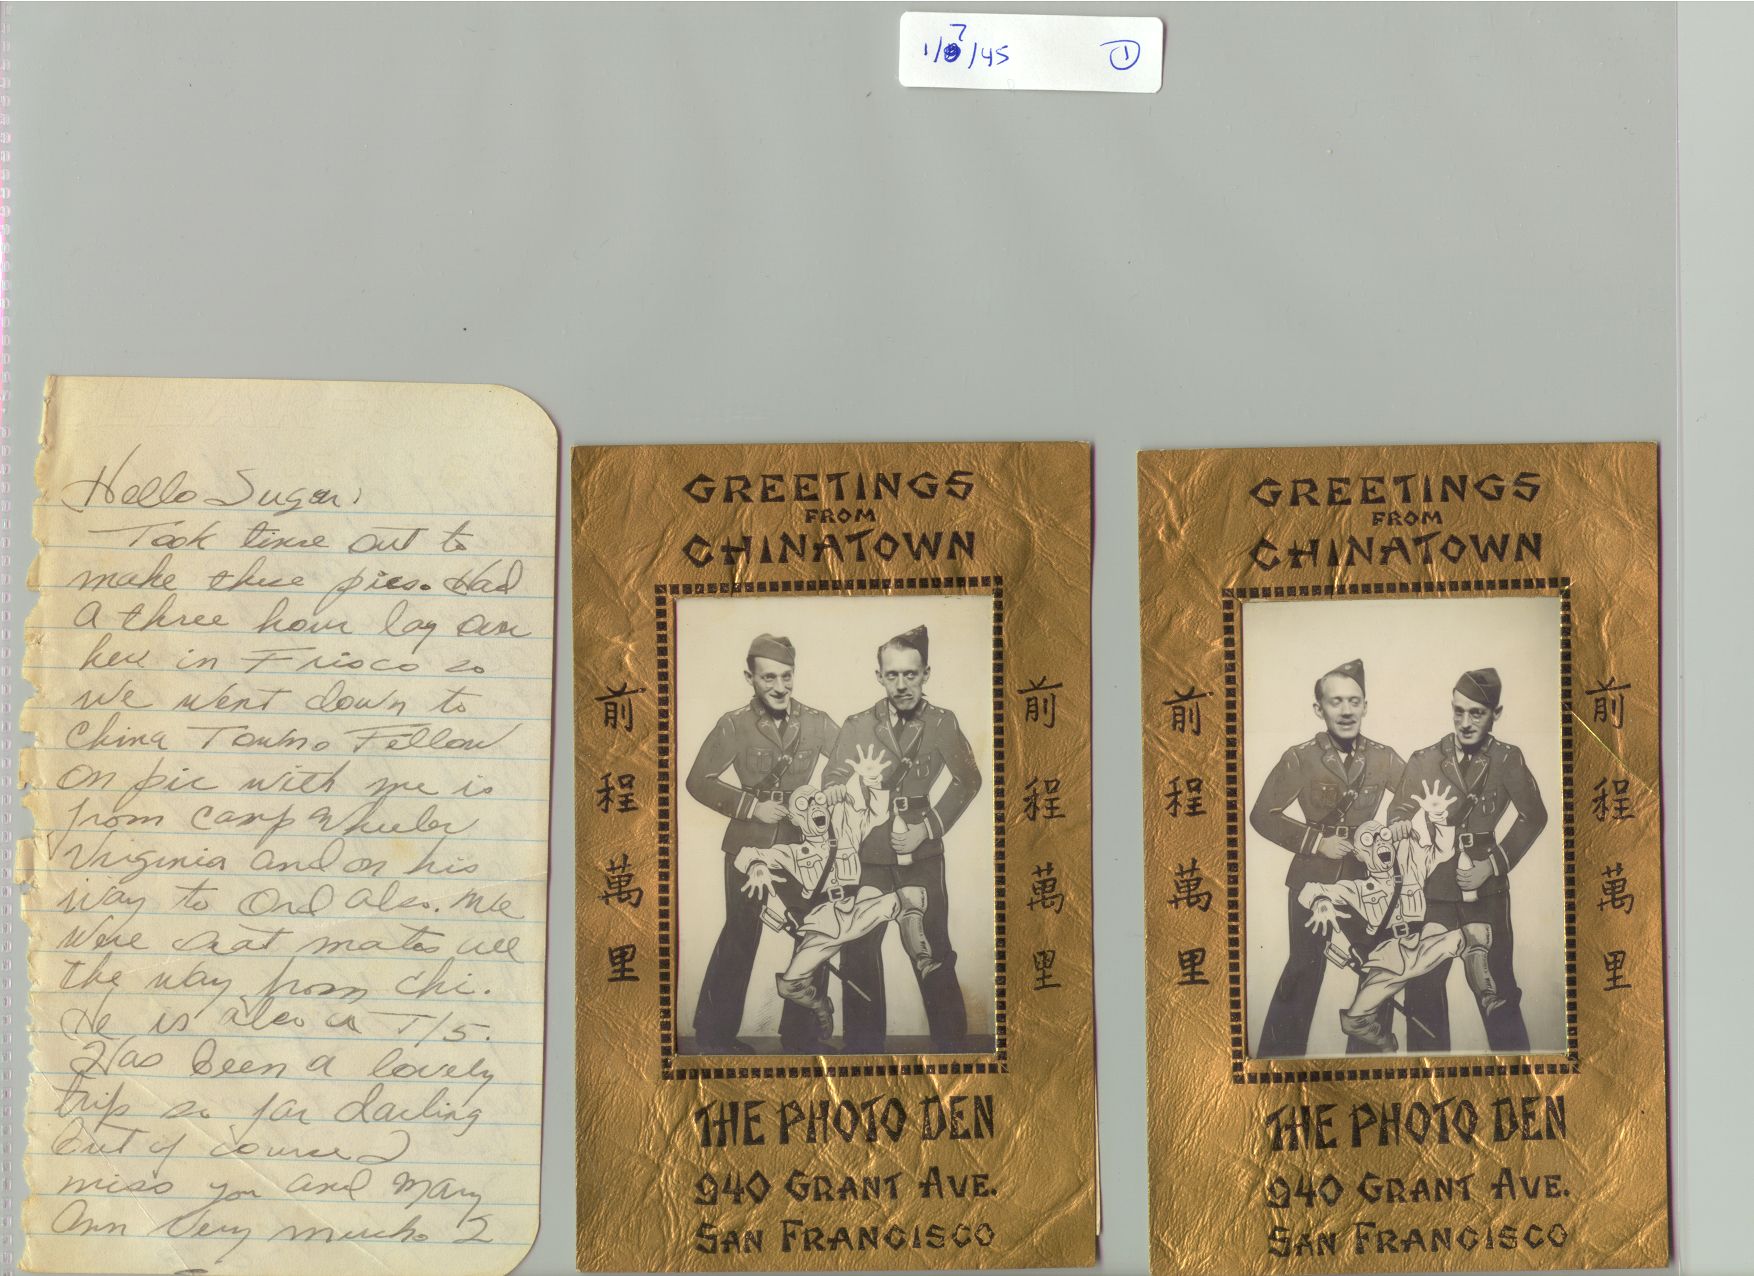 1/7/45 1
Hello Sugar,
Took time out to
make these pics. Had
a three hour lay over
here in Frisco so
we went down to
China Town. Fellow
on pic with me is
from Camp Wheeler
Virginia and on his
way to Ord also. We
were seat mates all
the way from Chi.
He is also a T/5.
Has been a lovely
trip so far darling
but of course I
miss you and Mary
Ann very much. I
GREETINGS
FROM
CHINATOWN
前程萬里
前程萬里
THE PHOTO DEN
940 GRANT AVE.
SAN FRANCISCO
GREETINGS
FROM
CHINATOWN
前程萬里
前程萬里
THE PHOTO DEN
940 GRANT AVE.
SAN FRANCISCO